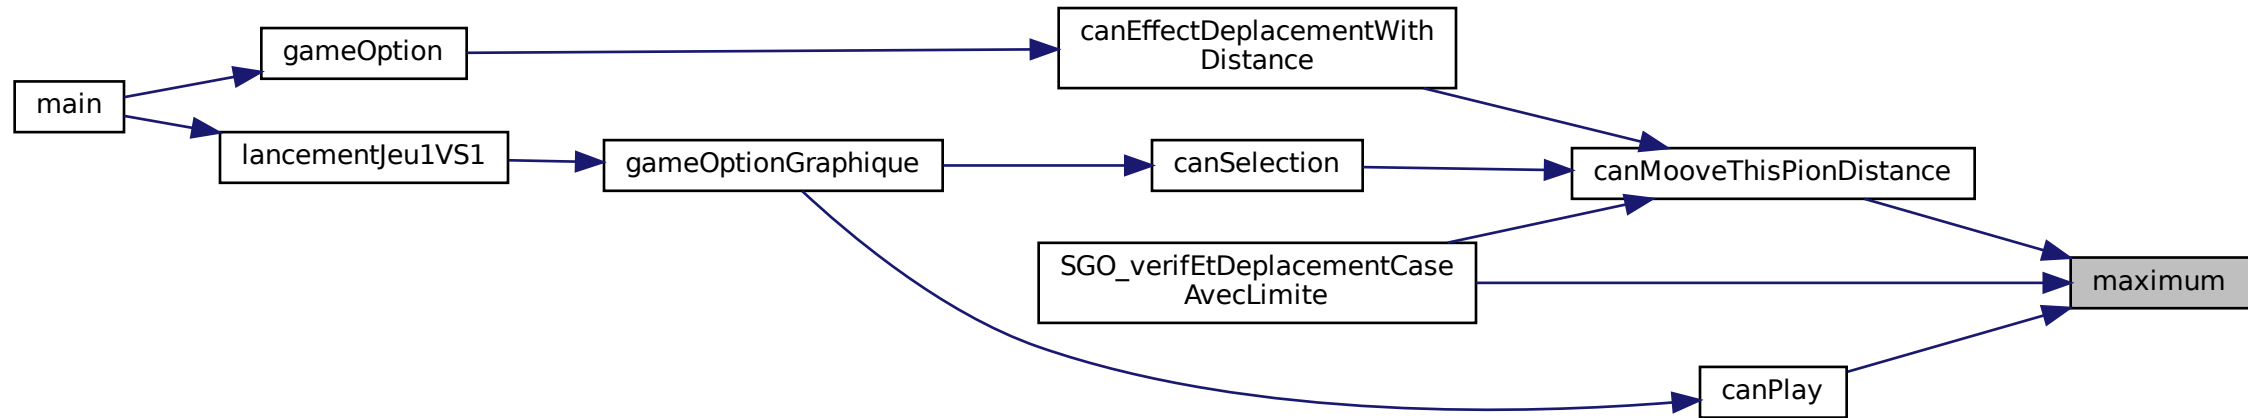 main
gameOption
lancementJeu1VS1
gameOptionGraphique
canEffectDeplacementWith
Distance
canSelection
SGO_verifEtDeplacementCase
AvecLimite
canMooveThisPionDistance
canPlay
maximum